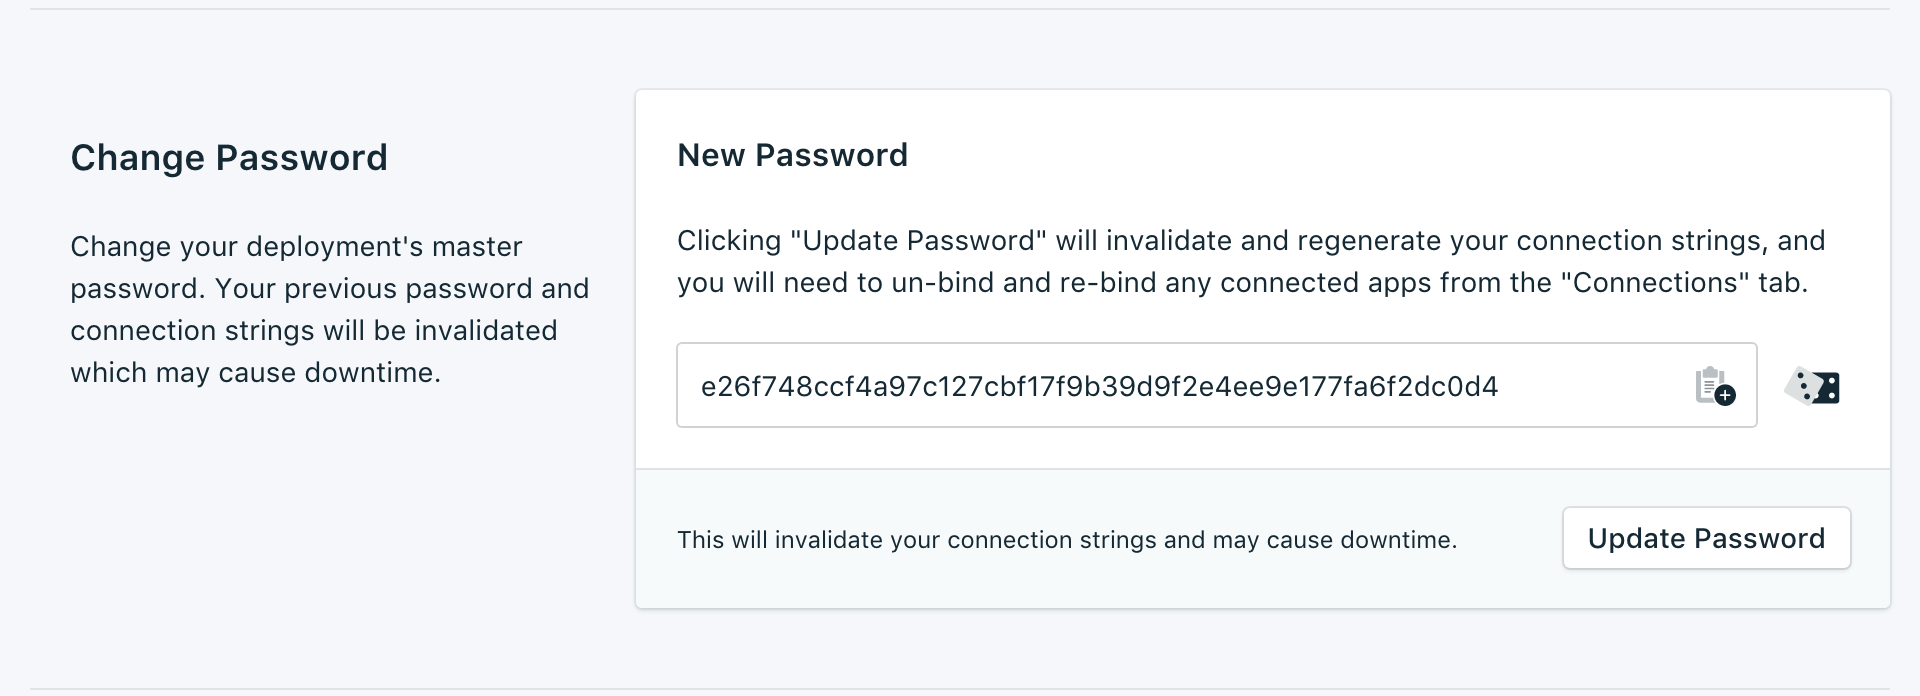 Change Password
Change your deployment's master
password. Your previous password and
connection strings will be invalidated
which may cause downtime.
New Password
Clicking "Update Password" will invalidate and regenerate your connection strings, and
you will need to un-bind and re-bind any connected apps from the "Connections" tab.
e26f748ccf4a97c127cbf17f9b39d9f2e4ee9e177fa6f2dc0d4
This will invalidate your connection strings and may cause downtime.
Update Password